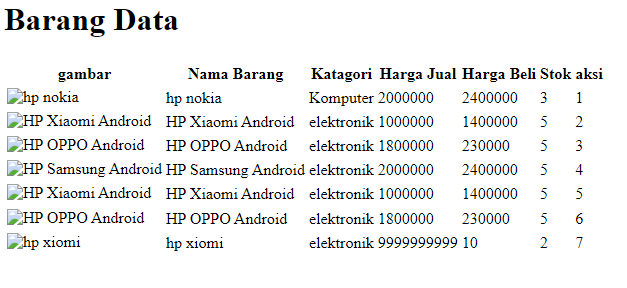 Barang Data
gambar Nama Barang Katagori Harga Jual Harga Beli Stok aksi
hp nokia hp nokia Komputer 2000000 2400000 3 1
HP Xiaomi Android HP Xiaomi Android elektronik 1000000 1400000 5 2
HP OPPO Android HP OPPO Android elektronik 1800000 230000 5 3
HP Samsung Android HP Samsung Android elektronik 2000000 2400000 5 4
HP Xiaomi Android HP Xiaomi Android elektronik 1000000 1400000 5 5
HP OPPO Android HP OPPO Android elektronik 1800000 230000 5 6
hp xiomi hp xiomi elektronik 9999999999 10 2 7